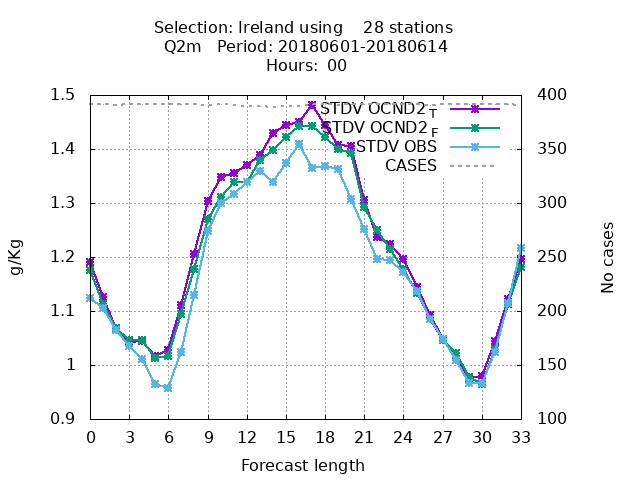 Selection: Ireland using    28 stations
Q2m   Period: 20180601-20180614
Hours:  00
1.5
1.4
1.3
1.2
1.1
1
0.9
g/Kg
STDV OCND2 T
STDV OCND2 F
STDV OBS
CASES
400
350
300
250
200
150
100
No cases
0 3 6 9 12 15 18 21 24 27 30 33
Forecast length